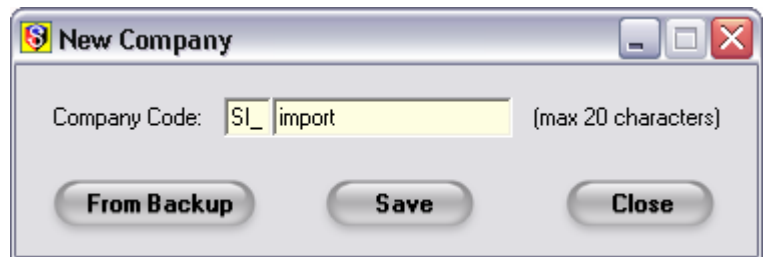 New Company
Company Code: SI_ import (max 20 characters)
From Backup Save Close